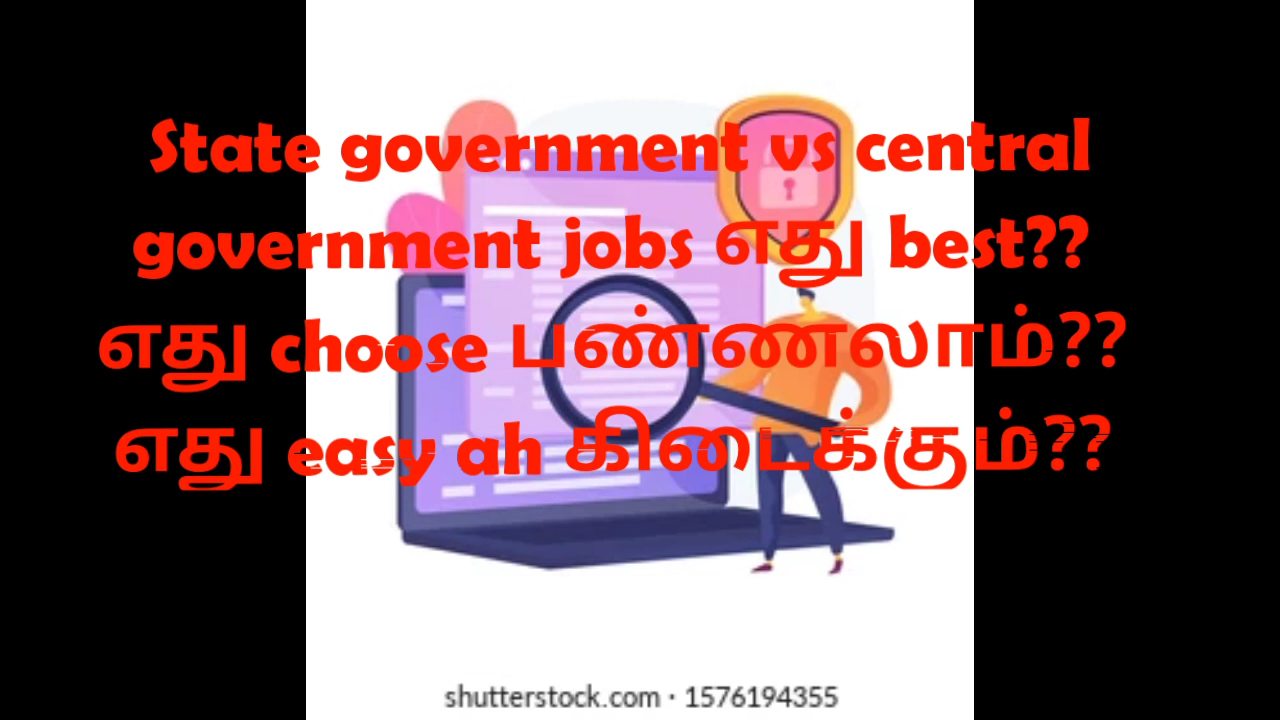 State government vs central
government jobs எது best??
எது choose பண்ணலாம்??
எது easy ah கிடைக்கும்??
shutterstock.com · 1576194355